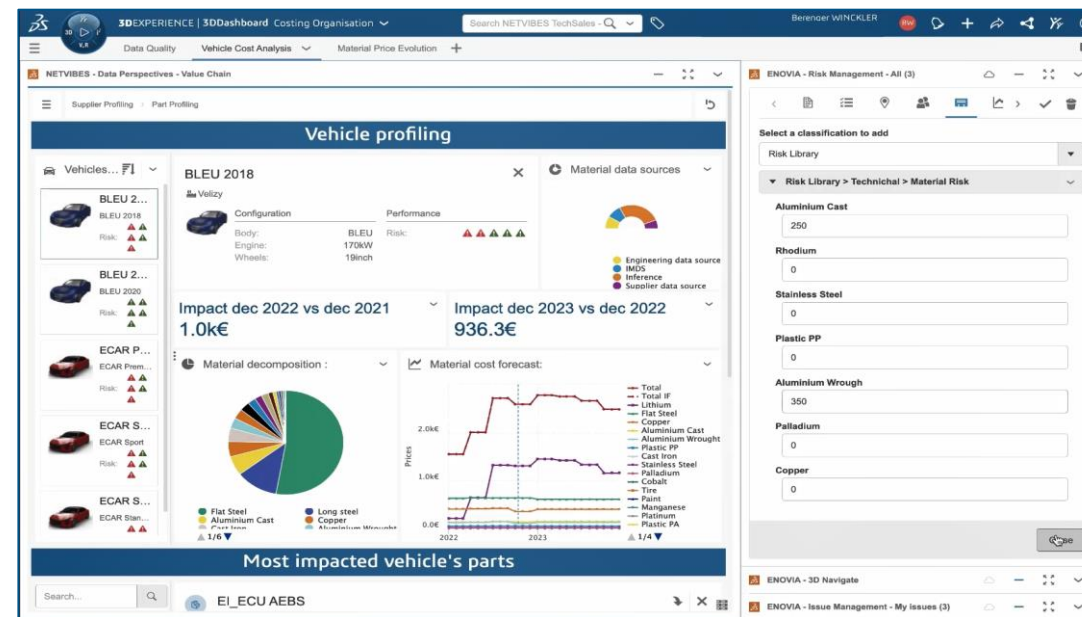 3DEXPERIENCE | 3DDashboard Costing Organisation
Search NETVIBES TechSales -
Berenger WINCKLER
BW
3D
V.R
Data Quality
Vehicle Cost Analysis
Material Price Evolution
NETVIBES - Data Perspectives - Value Chain
Supplier Profiling
Part Profiling
Vehicle profiling
Vehicles...
BLEU 2...
BLEU 2018
Risk:
BLEU 2...
BLEU 2020
Risk:
ECAR P...
ECAR Prem...
Risk:
ECAR S...
ECAR Sport
Risk:
ECAR S...
ECAR Stan...
BLEU 2018
Velizy
Configuration
Body: BLEU
Engine: 170kW
Wheels: 19inch
Performance
Risk:
Material data sources
Engineering data source
IMDS
Inference
Supplier data source
Impact dec 2022 vs dec 2021
1.0k€
Impact dec 2023 vs dec 2022
936.3€
Material decomposition :
Flat Steel
Long steel
Aluminium Cast
Copper
Cast Iron
Aluminium Wrought
1/6
Material cost forecast:
Prices
2.0k€
1.0k€
0.0€
2022
2023
Total
Total IF
Lithium
Flat Steel
Copper
Aluminium Cast
Aluminium Wrought
Plastic PP
Cast Iron
Stainless Steel
Palladium
Cobalt
Tire
Paint
Manganese
Platinum
Plastic PA
1/4
Most impacted vehicle's parts
Search...
EI_ECU AEBS
ENOVIA - Risk Management - All (3)
Select a classification to add
Risk Library
Risk Library > Technichal > Material Risk
Aluminium Cast
250
Rhodium
0
Stainless Steel
0
Plastic PP
0
Aluminium Wrough
350
Palladium
0
Copper
0
ENOVIA - 3D Navigate
ENOVIA - Issue Management - My issues (3)